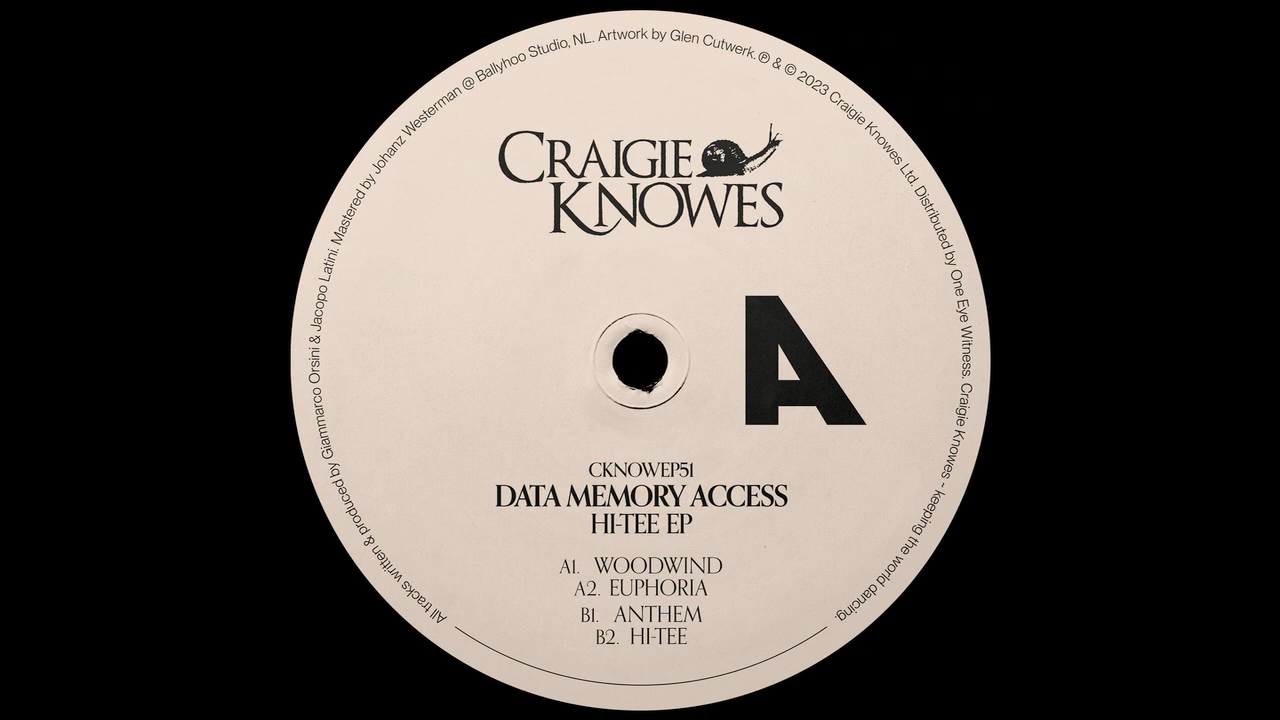 All tracks written & produced by Giammarco Orsini & Jacopo Latini. Mastered by Johanz Westerman @ Ballyhoo Studio, NL. Artwork by Glen Cutwerk. ℗ & © 2023 Craigie Knowes Ltd. Distributed by One Eye Witness. Craigie Knowes - keeping the world dancing.
CRAIGIE
KNOWES
A
CKNOWEP51
DATA MEMORY ACCESS
HI-TEE EP
A1. WOODWIND
A2. EUPHORIA
B1. ANTHEM
B2. HI-TEE